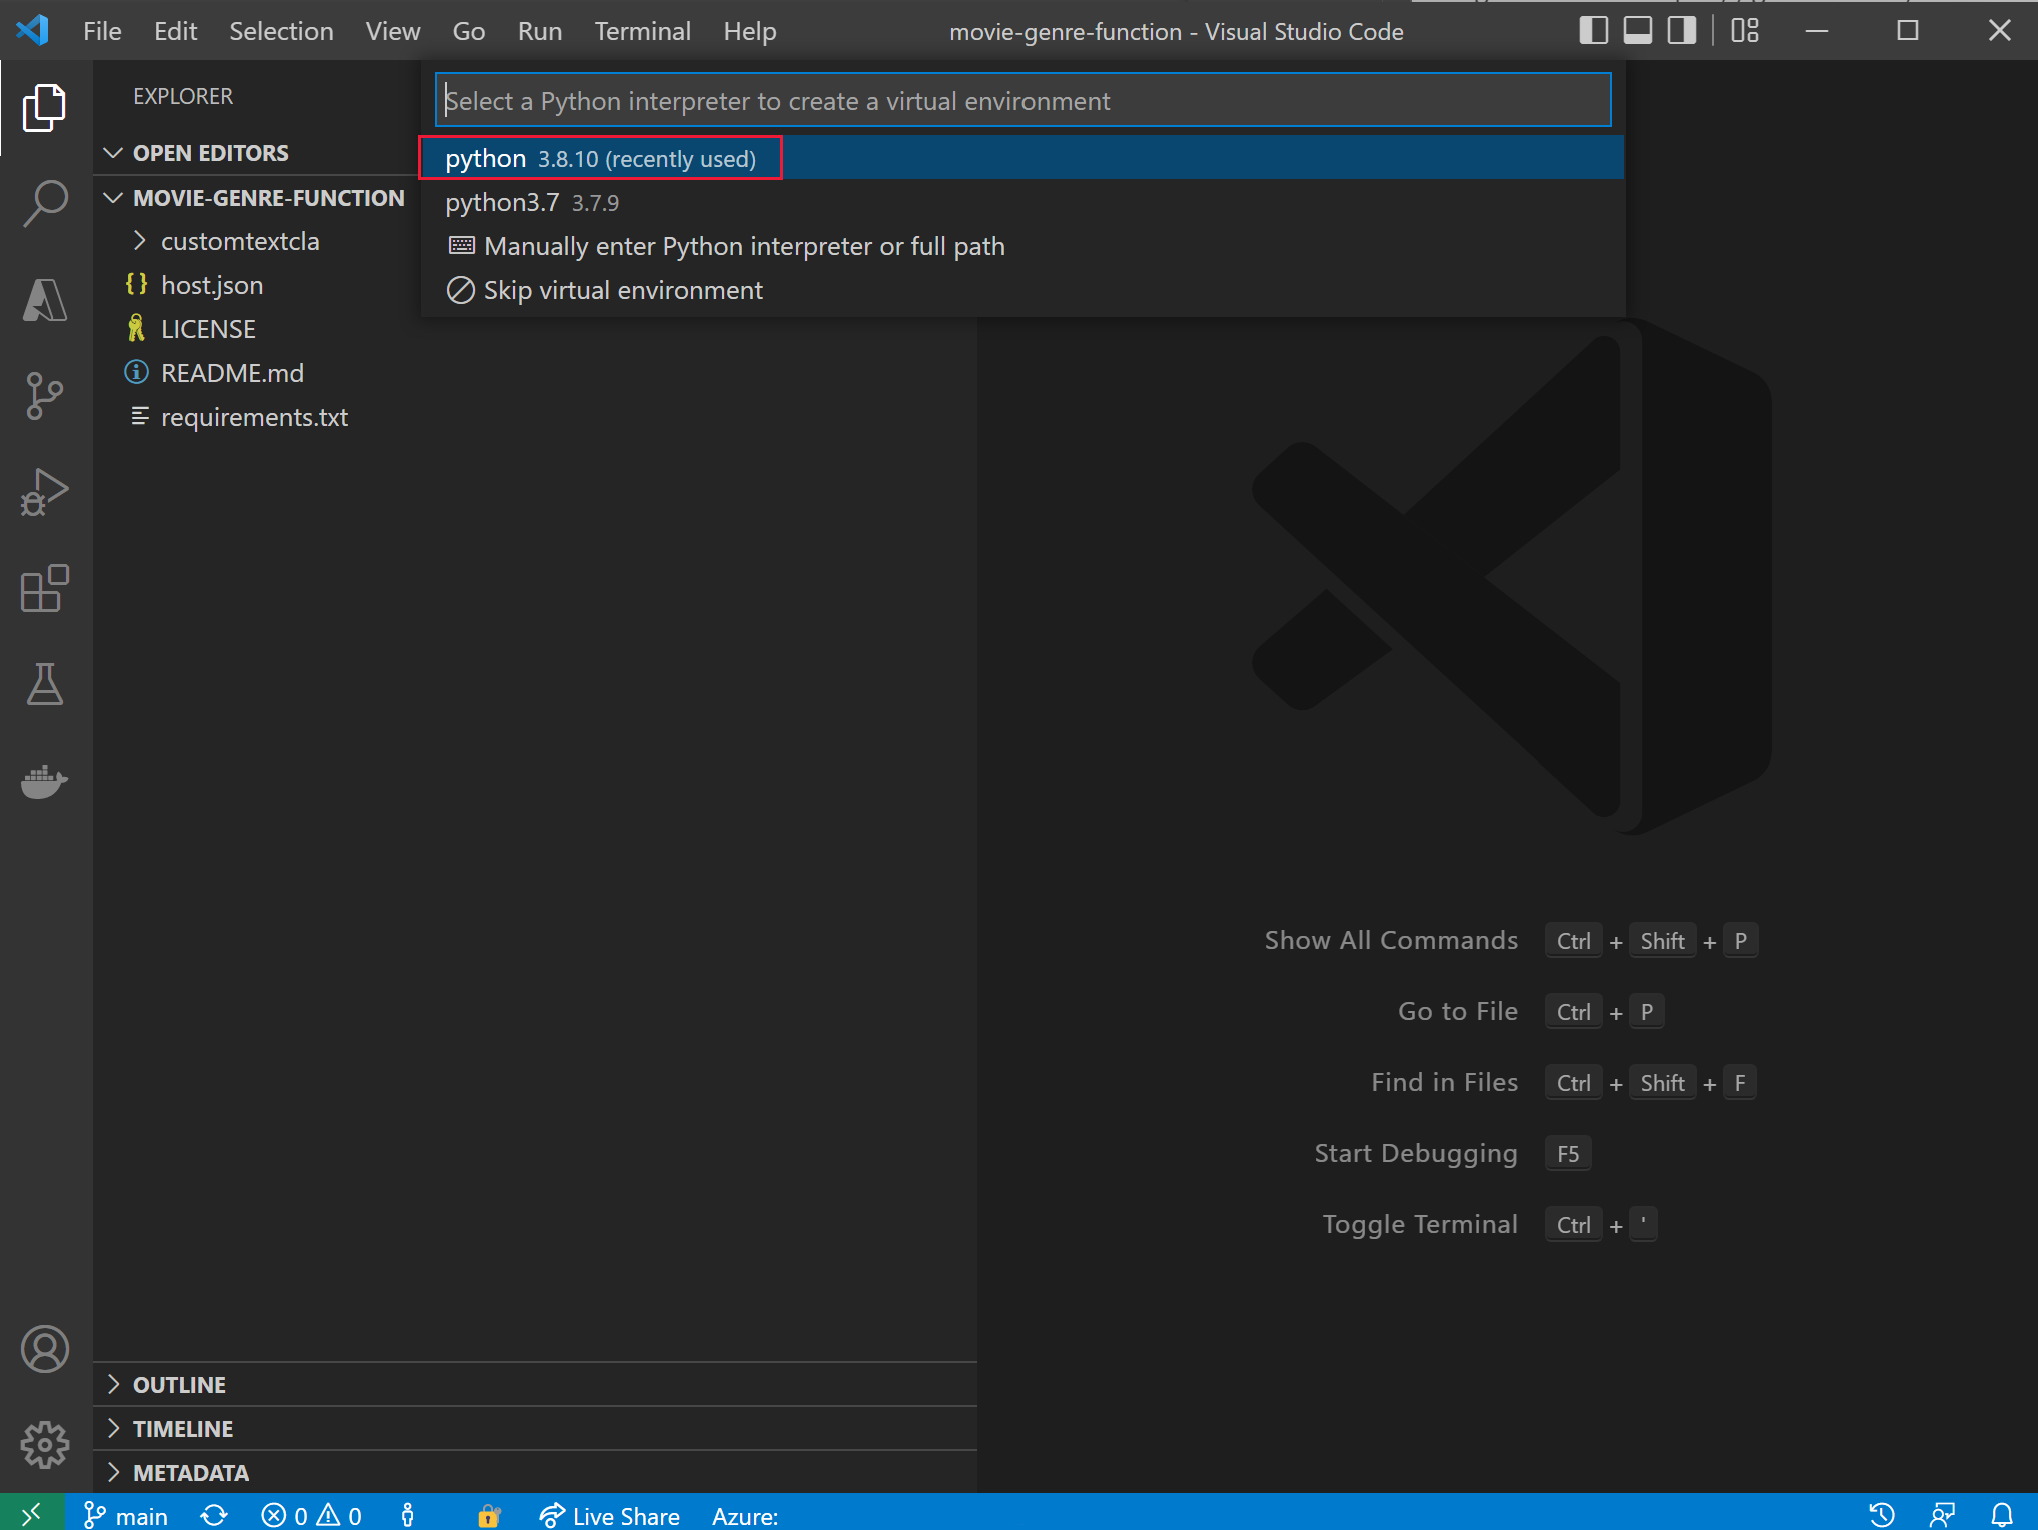 File Edit Selection View Go Run Terminal Help movie-genre-function - Visual Studio Code
Select a Python interpreter to create a virtual environment
python 3.8.10 (recently used)
python3.7 3.7.9
Manually enter Python interpreter or full path
Skip virtual environment
EXPLORER
OPEN EDITORS
MOVIE-GENRE-FUNCTION
customtextcla
{} host.json
LICENSE
README.md
requirements.txt
Show All Commands Ctrl + Shift + P
Go to File Ctrl + P
Find in Files Ctrl + Shift + F
Start Debugging F5
Toggle Terminal Ctrl + '
OUTLINE
TIMELINE
METADATA
main 0 0 Live Share Azure: